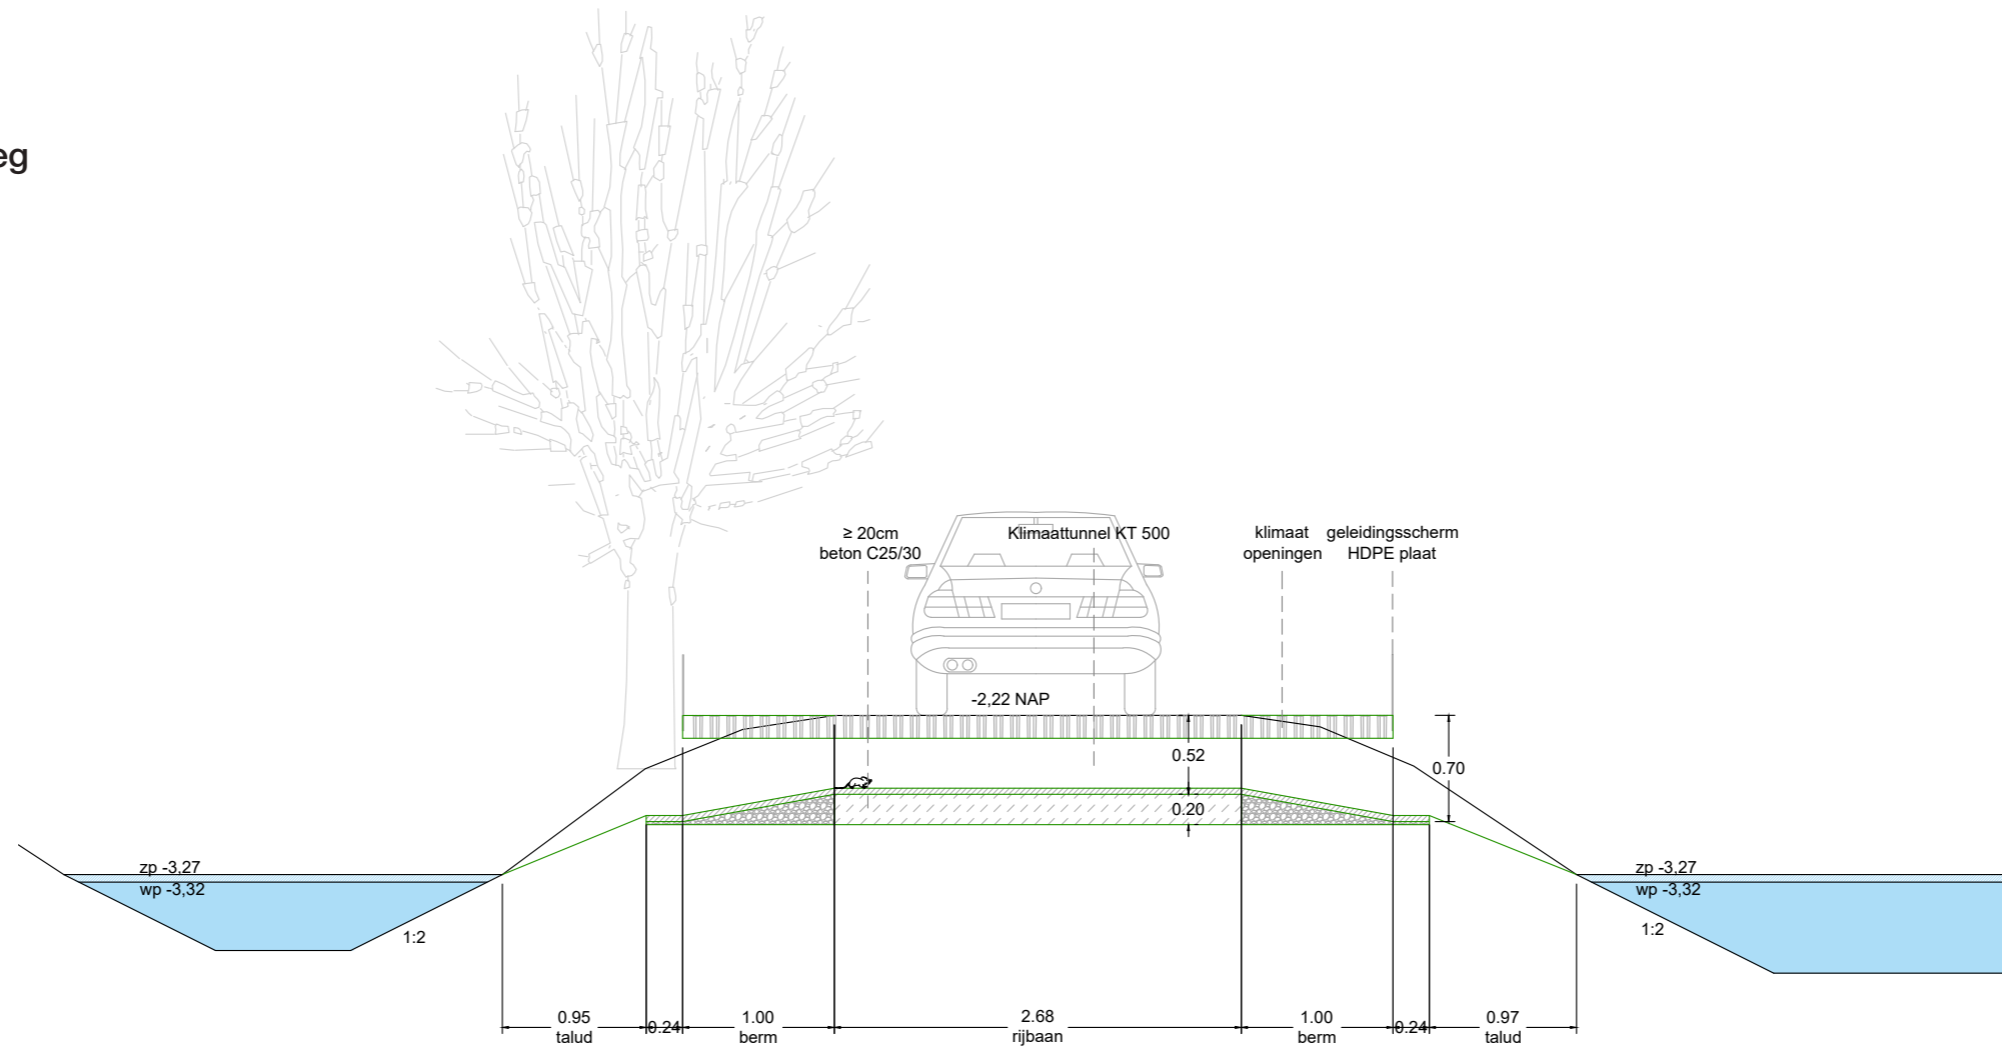 eg
≥ 20cm
beton C25/30
Klimaattunnel KT 500
klimaat
openingen
geleidingsscherm
HDPE plaat
-2,22 NAP
0.52
0.70
0.20
zp -3,27
wp -3,32
1:2
zp -3,27
wp -3,32
1:2
0.95
talud
0.24
1.00
berm
2.68
rijbaan
1.00
berm
0.24
0.97
talud